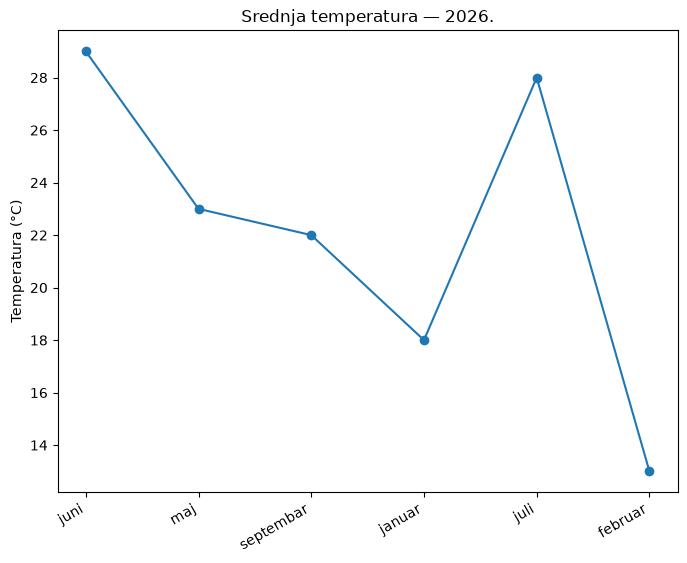 Srednja temperatura — 2026.
Temperatura (°C)
28
26
24
22
20
18
16
14
juni
maj
septembar
januar
juli
februar